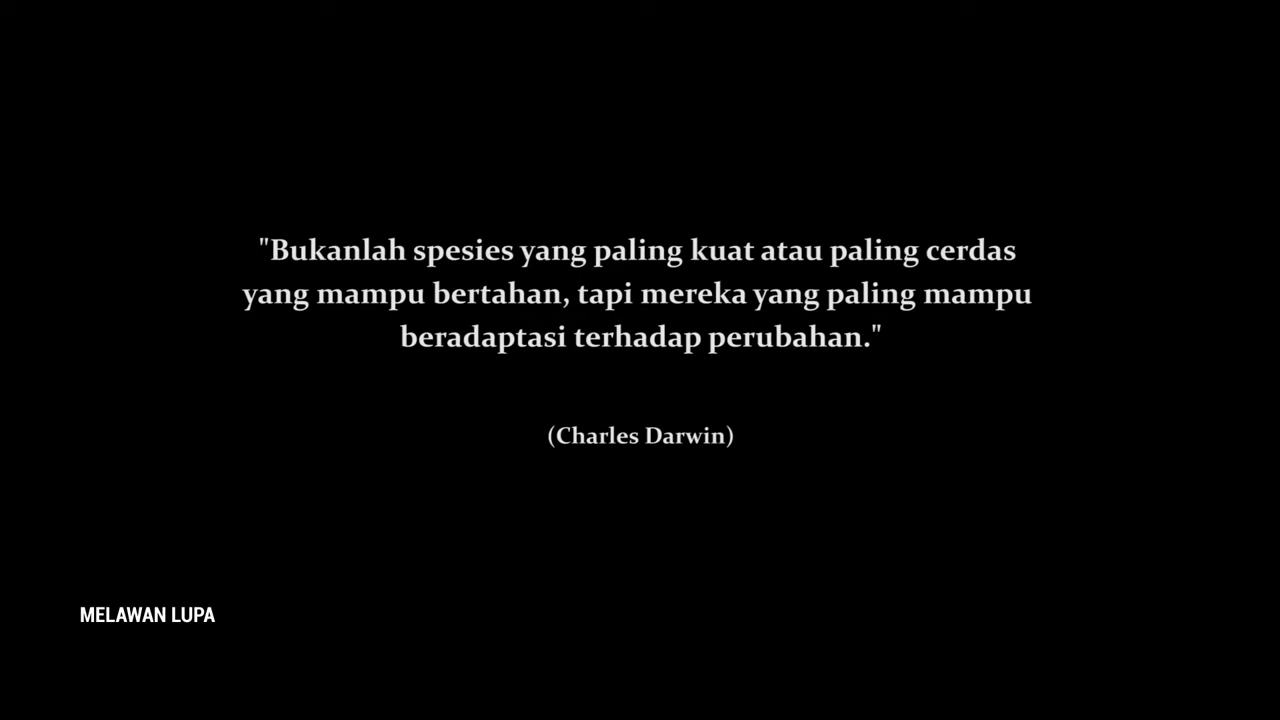 "Bukanlah spesies yang paling kuat atau paling cerdas
yang mampu bertahan, tapi mereka yang paling mampu
beradaptasi terhadap perubahan."
(Charles Darwin)
MELAWAN LUPA